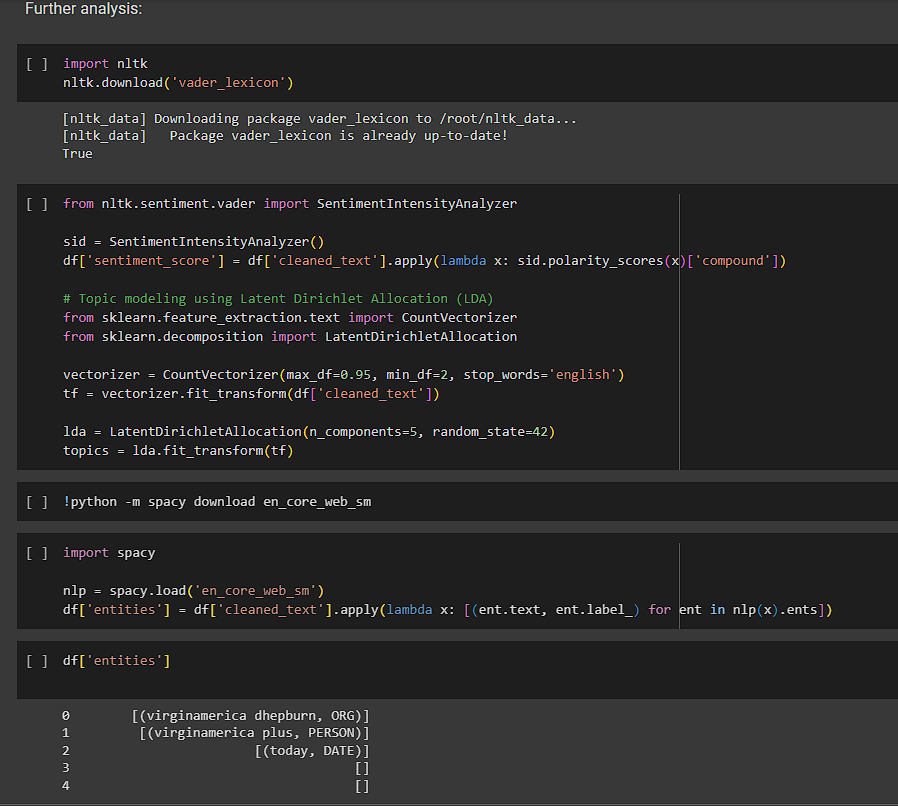 Further analysis:
[ ] import nltk
nltk.download('vader_lexicon')
[nltk_data] Downloading package vader_lexicon to /root/nltk_data...
[nltk_data]   Package vader_lexicon is already up-to-date!
True
[ ] from nltk.sentiment.vader import SentimentIntensityAnalyzer
sid = SentimentIntensityAnalyzer()
df['sentiment_score'] = df['cleaned_text'].apply(lambda x: sid.polarity_scores(x)['compound'])
# Topic modeling using Latent Dirichlet Allocation (LDA)
from sklearn.feature_extraction.text import CountVectorizer
from sklearn.decomposition import LatentDirichletAllocation
vectorizer = CountVectorizer(max_df=0.95, min_df=2, stop_words='english')
tf = vectorizer.fit_transform(df['cleaned_text'])
lda = LatentDirichletAllocation(n_components=5, random_state=42)
topics = lda.fit_transform(tf)
[ ] !python -m spacy download en_core_web_sm
[ ] import spacy
nlp = spacy.load('en_core_web_sm')
df['entities'] = df['cleaned_text'].apply(lambda x: [(ent.text, ent.label_) for ent in nlp(x).ents])
[ ] df['entities']
0 [(virginamerica dhepburn, ORG)]
1 [(virginamerica plus, PERSON)]
2 [(today, DATE)]
3 []
4 []